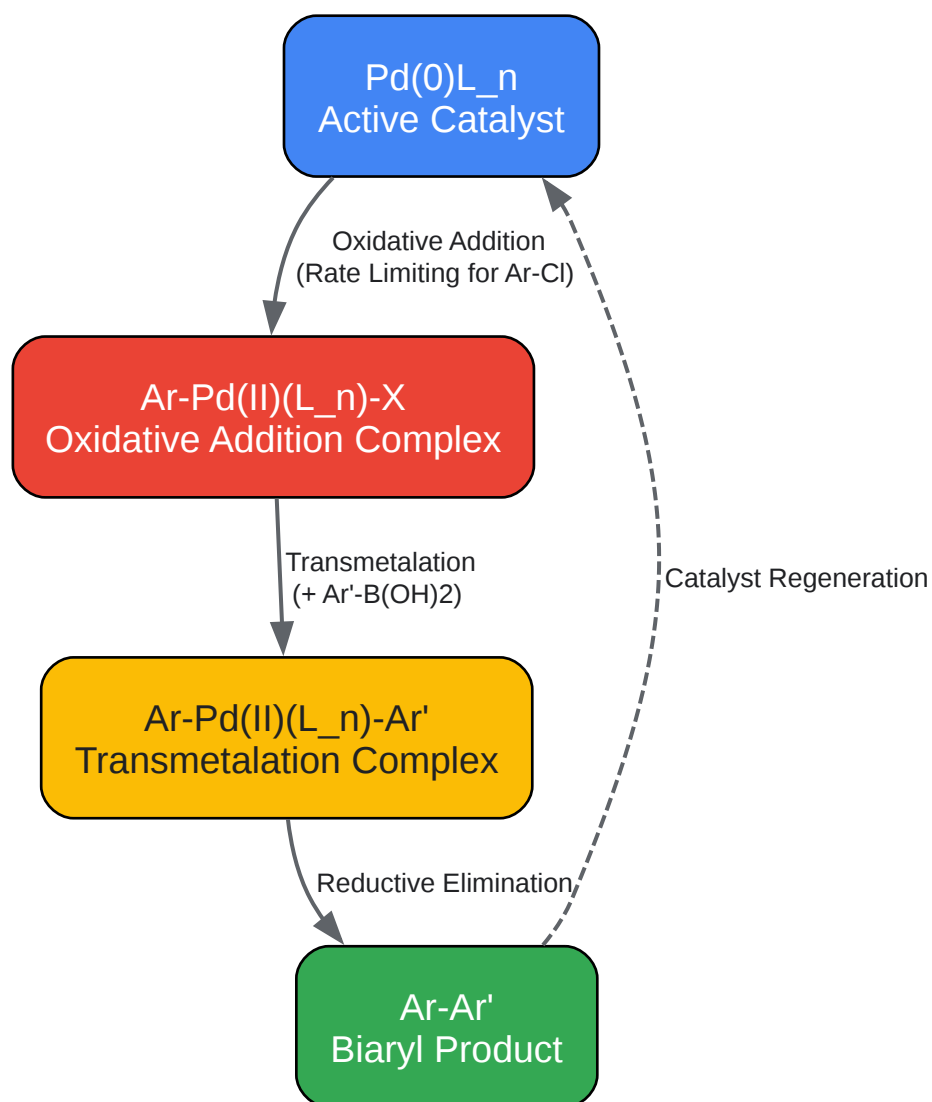 Pd(0)L_n
Active Catalyst
Oxidative Addition
(Rate Limiting for Ar-Cl)
Ar-Pd(II)(L_n)-X
Oxidative Addition Complex
Transmetalation
(+ Ar'-B(OH)2)
Catalyst Regeneration
Ar-Pd(II)(L_n)-Ar'
Transmetalation Complex
Reductive Elimination
Ar-Ar'
Biaryl Product